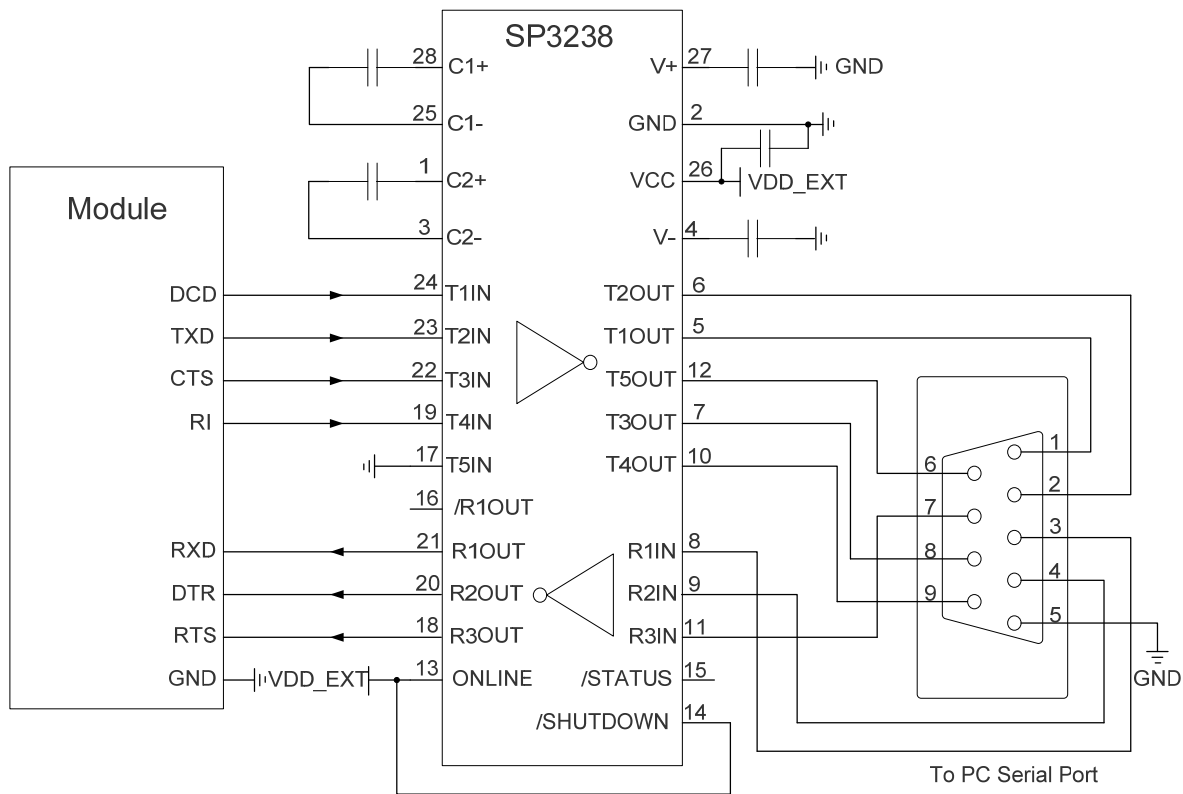 SP3238
28 C1+ V+ 27 GND
25 C1- GND 2
1 C2+ VCC 26 VDD_EXT
3 C2- V- 4
Module
DCD 24 T1IN T2OUT 6
TXD 23 T2IN T1OUT 5
CTS 22 T3IN T5OUT 12
RI 19 T4IN T3OUT 7
17 T5IN T4OUT 10
16 /R1OUT
RXD 21 R1OUT R1IN 8
DTR 20 R2OUT R2IN 9
RTS 18 R3OUT R3IN 11
GND VDD_EXT 13 ONLINE /STATUS 15
/SHUTDOWN 14
1
6
2
7
3
8
4
9
5
GND
To PC Serial Port